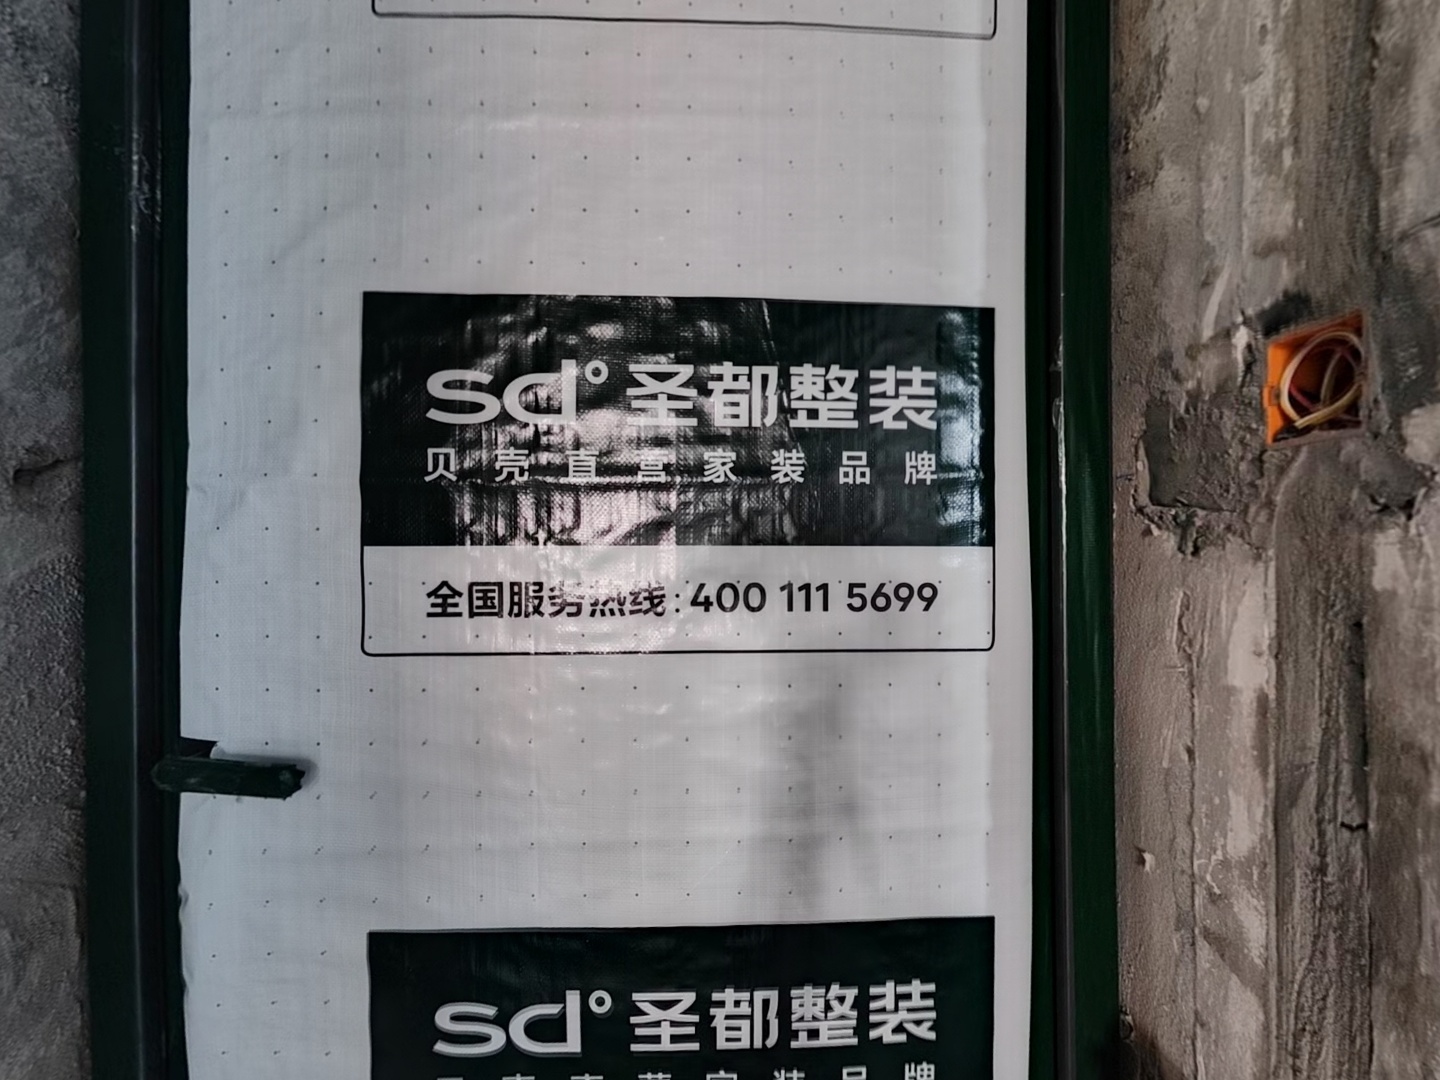 sd° 圣都整装
贝壳直营家装品牌
全国服务热线:400 111 5699
sd° 圣都整装